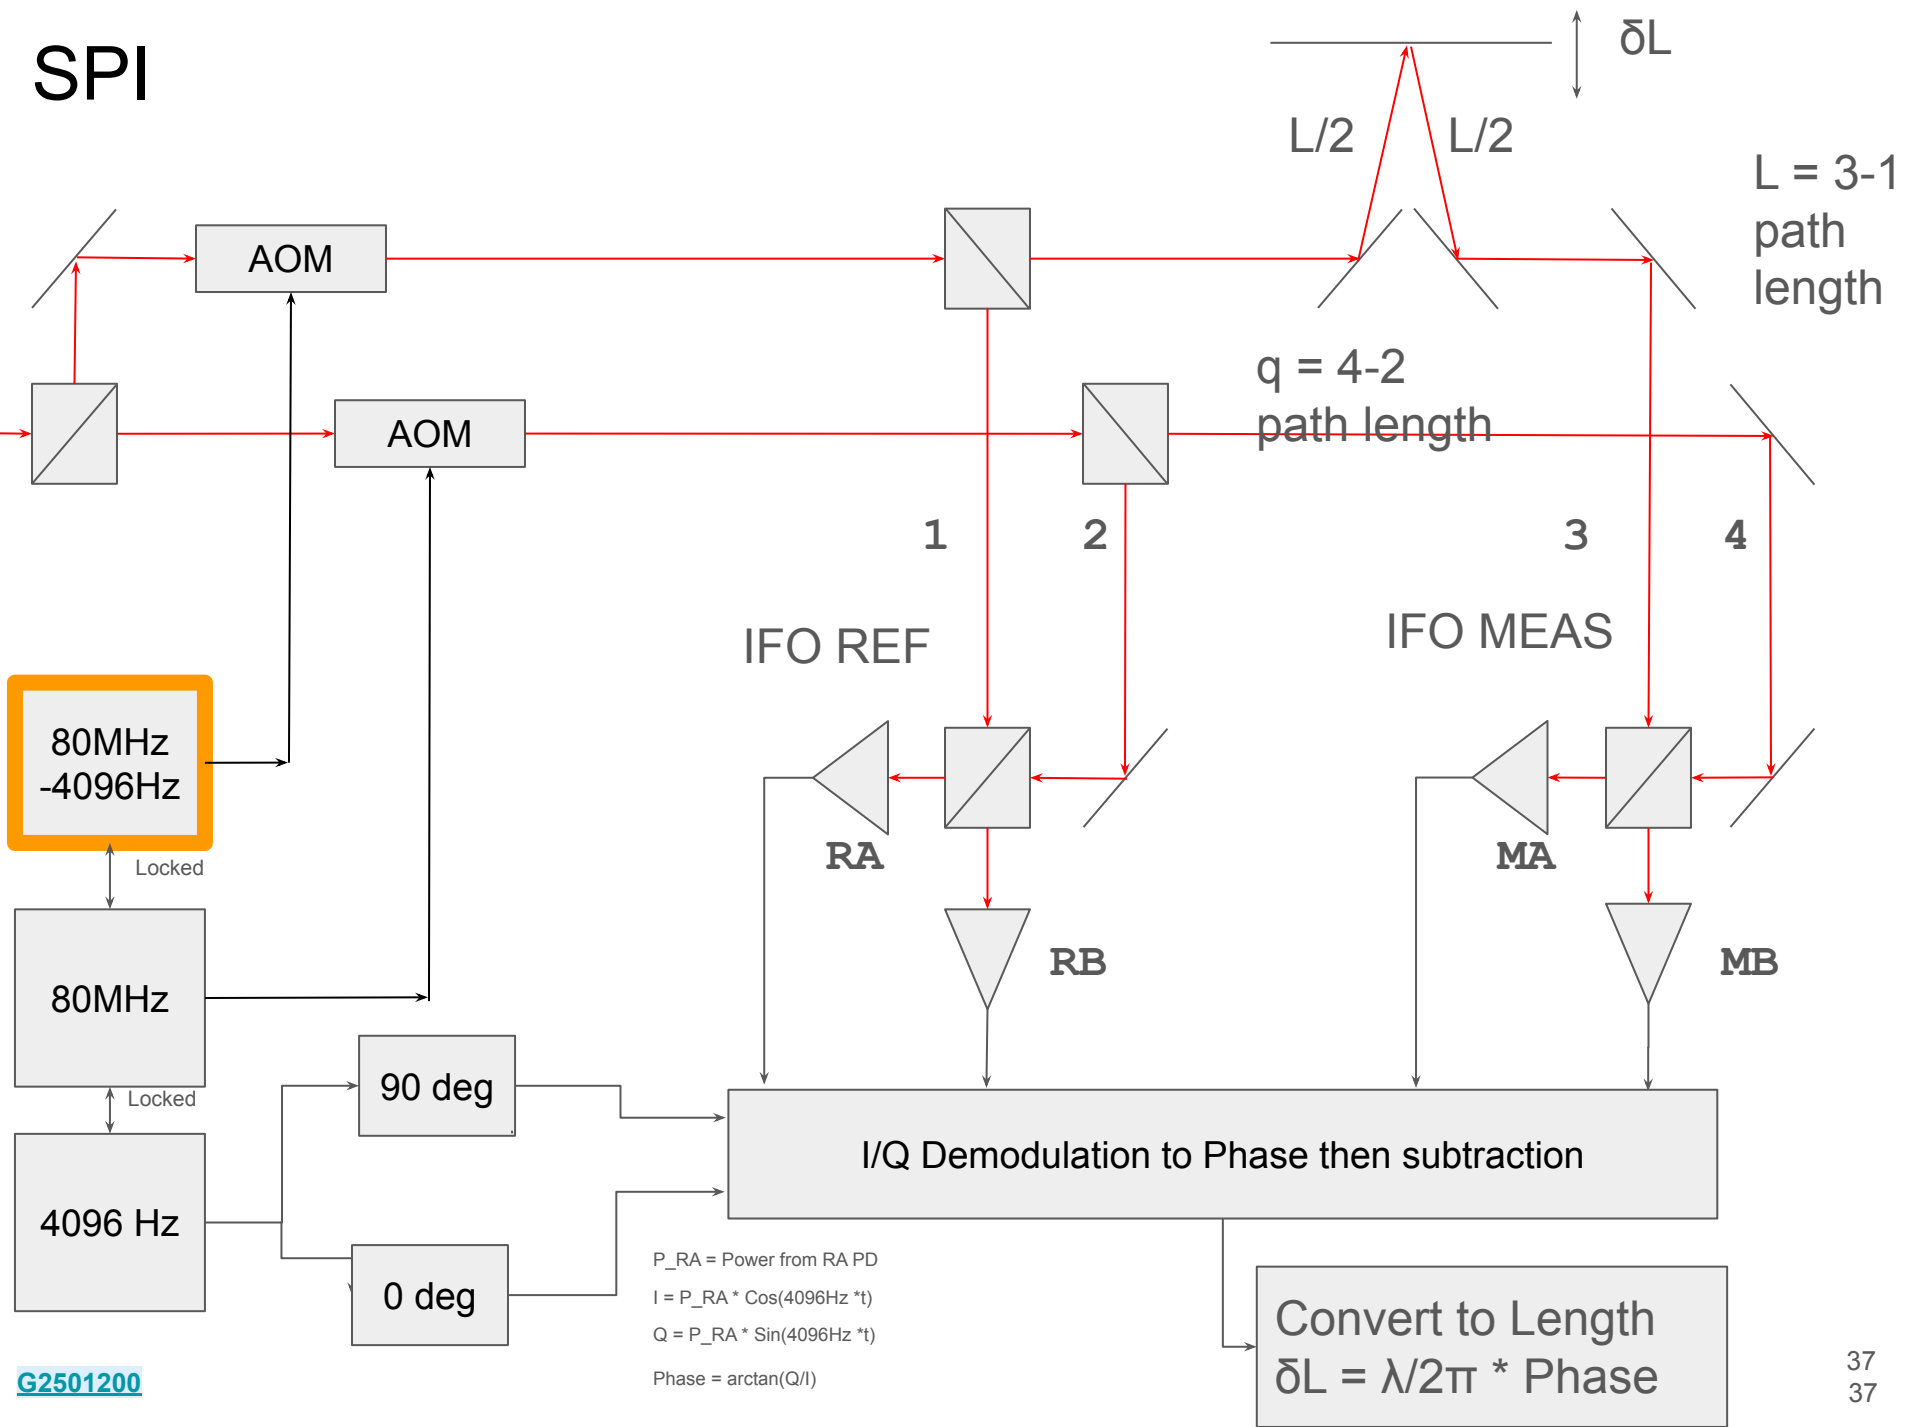 SPI
δL
L/2
L/2
L = 3-1
path
length
AOM
q = 4-2
path length
AOM
1
2
3
4
IFO REF
IFO MEAS
80MHz
-4096Hz
Locked
RA
MA
RB
MB
80MHz
Locked
90 deg
.
I/Q Demodulation to Phase then subtraction
4096 Hz
0 deg
P_RA = Power from RA PD
I = P_RA * Cos(4096Hz *t)
Q = P_RA * Sin(4096Hz *t)
Phase = arctan(Q/I)
Convert to Length
δL = λ/2π * Phase
G2501200
37
37